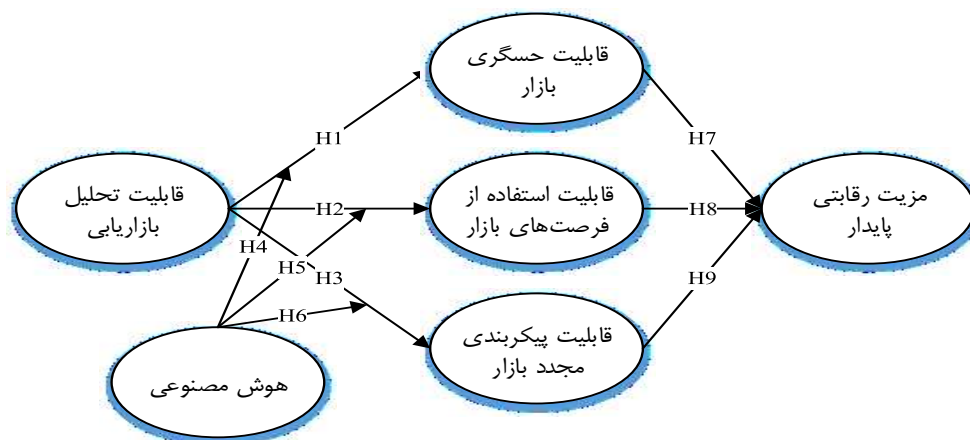 قابلیت حسگری
بازار
H1
H7
قابلیت تحلیل
بازاریابی
H2
قابلیت استفاده از
فرصت‌های بازار
H8
مزیت رقابتی
پایدار
H4
H5
H3
H9
H6
قابلیت پیکربندی
مجدد بازار
هوش مصنوعی